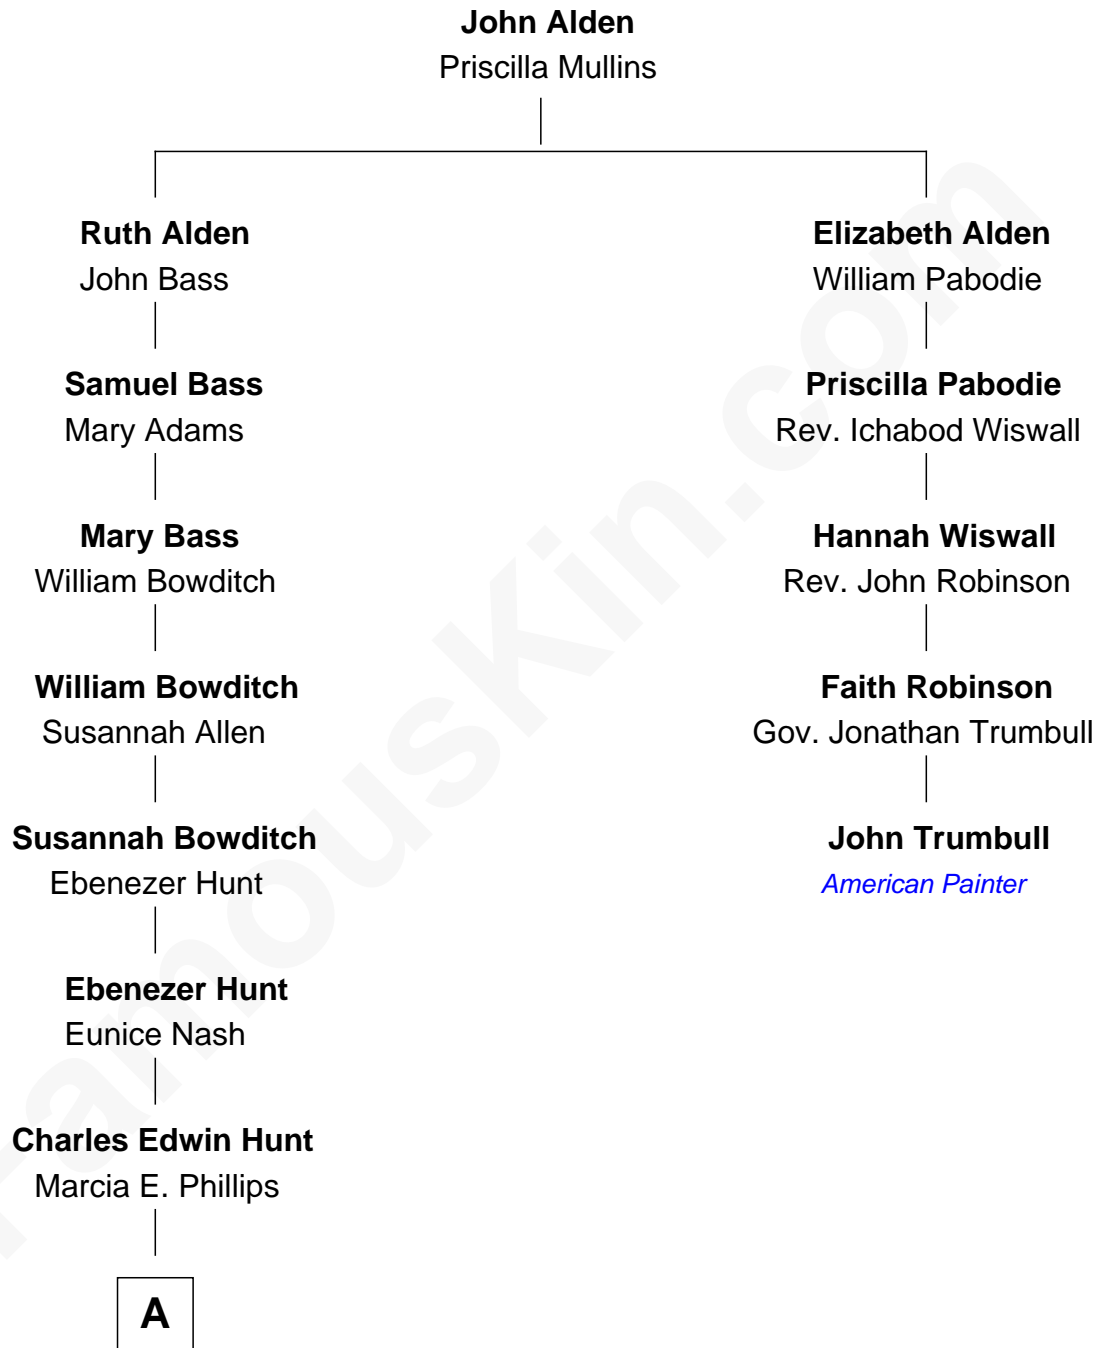 John Alden
Priscilla Mullins
Ruth Alden
John Bass
Elizabeth Alden
William Pabodie
Samuel Bass
Mary Adams
Priscilla Pabodie
Rev. Ichabod Wiswall
Mary Bass
William Bowditch
Hannah Wiswall
Rev. John Robinson
William Bowditch
Susannah Allen
Faith Robinson
Gov. Jonathan Trumbull
Susannah Bowditch
Ebenezer Hunt
John Trumbull
American Painter
Ebenezer Hunt
Eunice Nash
Charles Edwin Hunt
Marcia E. Phillips
A
FamousKin.com